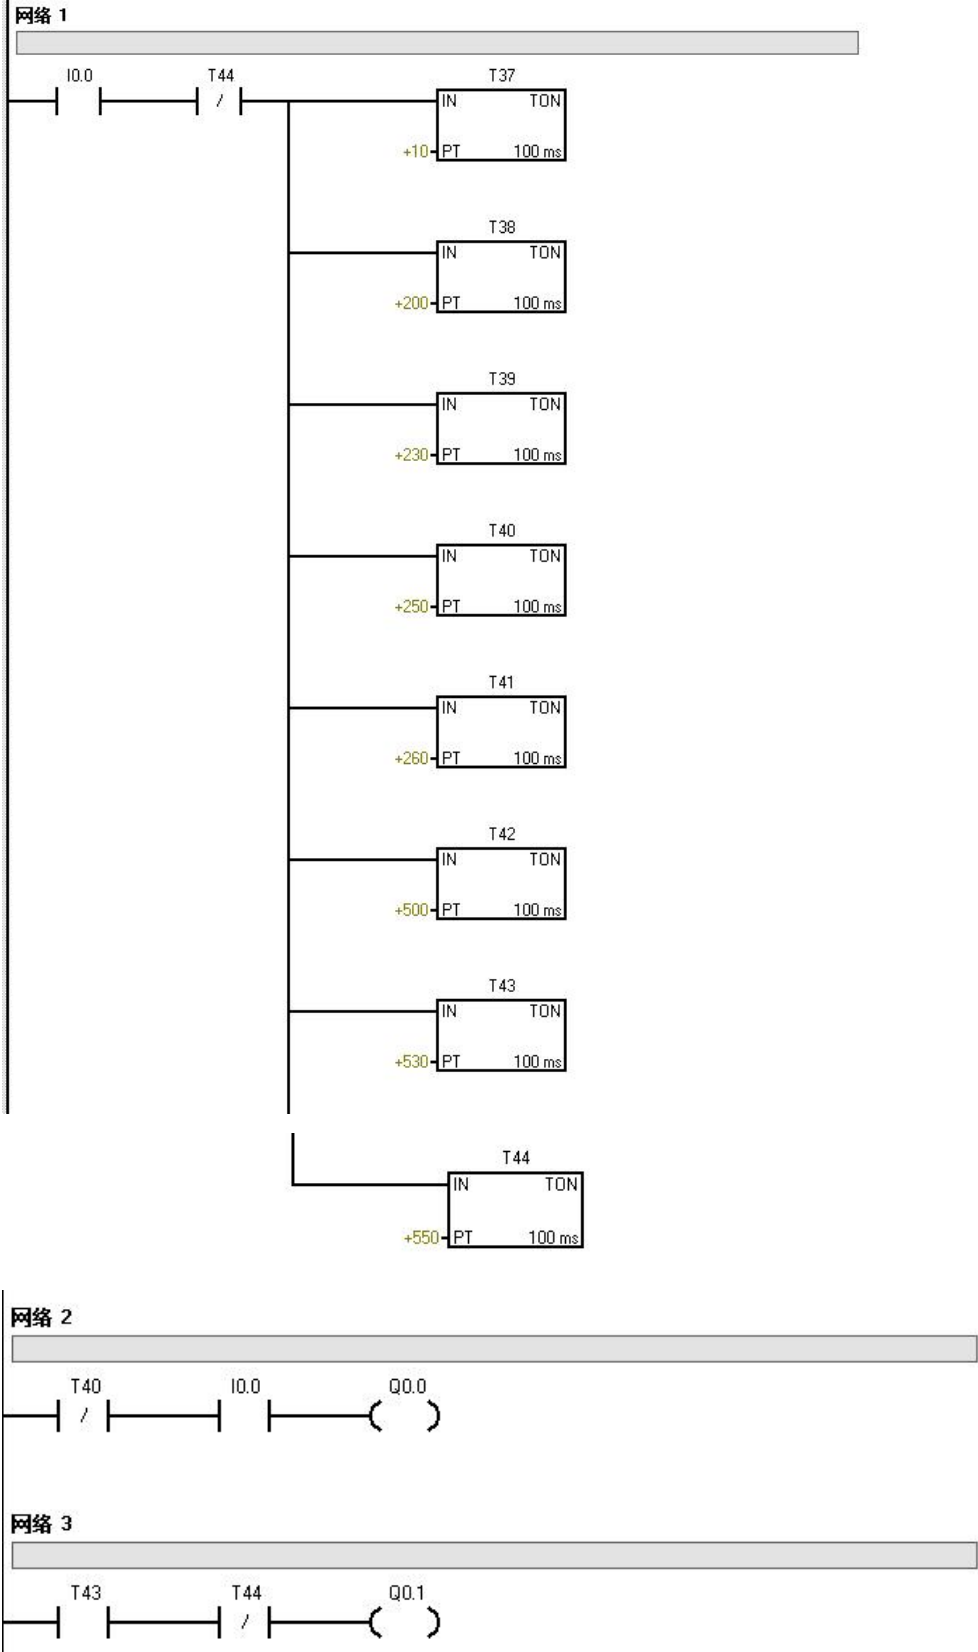 网络 1
I0.0 T44 T37
/ IN TON
+10 PT 100 ms
T38
IN TON
+200 PT 100 ms
T39
IN TON
+230 PT 100 ms
T40
IN TON
+250 PT 100 ms
T41
IN TON
+260 PT 100 ms
T42
IN TON
+500 PT 100 ms
T43
IN TON
+530 PT 100 ms
T44
IN TON
+550 PT 100 ms
网络 2
T40 I0.0 Q0.0
/
网络 3
T43 T44 Q0.1
/